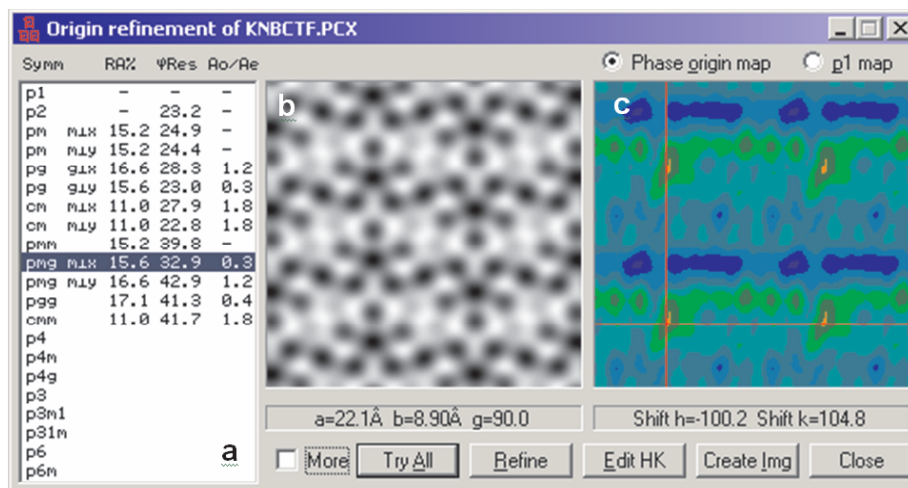 Origin refinement of KNBCTF.PCX
Symm RA% φRes Ao/Ae
Phase origin map p1 map
p1 - - -
p2 - 23.2 -
pm m⊥x 15.2 24.9 -
pm m⊥y 15.2 24.4 -
pg g⊥x 16.6 28.3 1.2
pg g⊥y 15.6 23.0 0.3
cm m⊥x 11.0 27.9 1.8
cm m⊥y 11.0 22.8 1.8
pmm 15.2 39.8 -
pmg m⊥x 15.6 32.9 0.3
pmg m⊥y 16.6 42.9 1.2
pgg 17.1 41.3 0.4
cmm 11.0 41.7 1.8
p4
p4m
p4g
p3
p3m1
p31m
p6
p6m
a
b
c
a=22.1Å b=8.90Å g=90.0
Shift h=-100.2 Shift k=104.8
More Try All Refine Edit HK Create Img Close